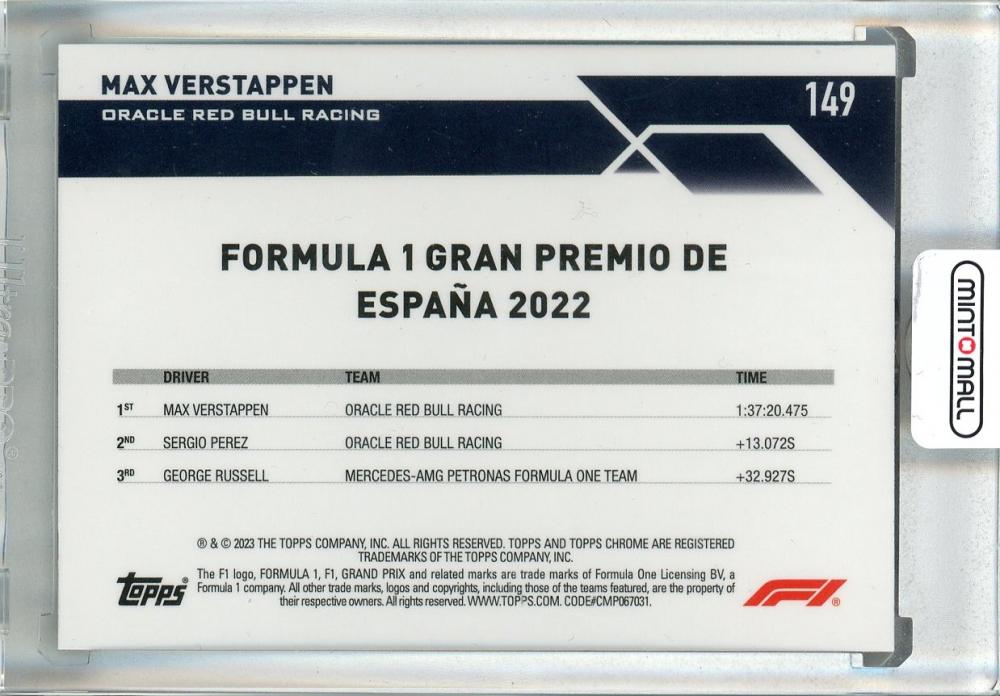 MAX VERSTAPPEN
ORACLE RED BULL RACING
149
FORMULA 1 GRAN PREMIO DE
ESPAÑA 2022
DRIVER TEAM TIME
1ST MAX VERSTAPPEN ORACLE RED BULL RACING 1:37:20.475
2ND SERGIO PEREZ ORACLE RED BULL RACING +13.072S
3RD GEORGE RUSSELL MERCEDES-AMG PETRONAS FORMULA ONE TEAM +32.927S
® & © 2023 THE TOPPS COMPANY, INC. ALL RIGHTS RESERVED. TOPPS AND TOPPS CHROME ARE REGISTERED
TRADEMARKS OF THE TOPPS COMPANY, INC.
The F1 logo, FORMULA 1, F1, GRAND PRIX and related marks are trade marks of Formula One Licensing BV, a
Formula 1 company. All other trade marks, logos and copyrights, including those of the teams featured, are the property of
their respective owners. All rights reserved. WWW.TOPPS.COM. CODE#CMP067031.
Topps®
F1®
MINTMALL